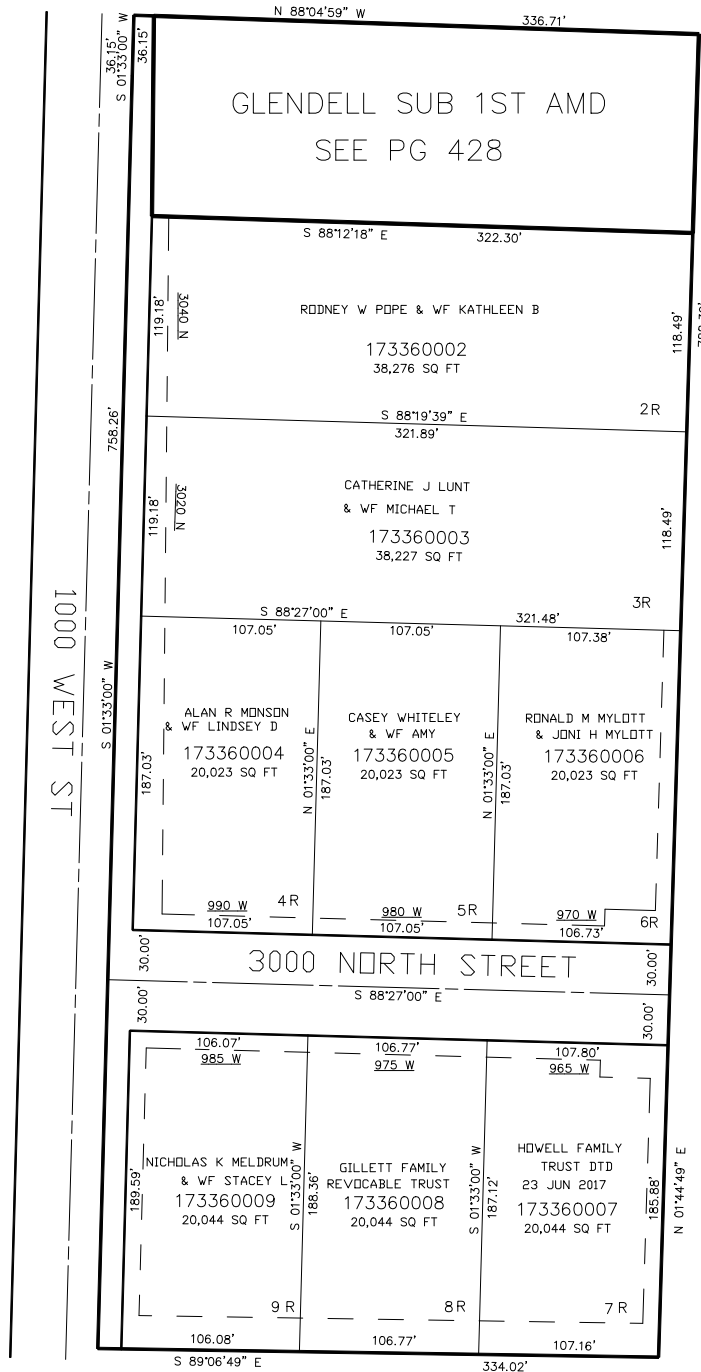 N 88°04'59" W
336.71'
36.15'
S 01°33'00" W
36.15'
GLENDELL SUB 1ST AMD
SEE PG 428
S 88°12'18" E
322.30'
119.18'
3040 N
RODNEY W POPE & WF KATHLEEN B
173360002
38,276 SQ FT
118.49'
2R
S 88°19'39" E
321.89'
758.26'
119.18'
3020 N
CATHERINE J LUNT
& WF MICHAEL T
173360003
38,227 SQ FT
118.49'
3R
S 88°27'00" E
321.48'
107.05'
107.05'
107.38'
1000 WEST ST
S 01°33'00" W
187.03'
ALAN R MONSON
& WF LINDSEY D
173360004
20,023 SQ FT
N 01°33'00" E
187.03'
CASEY WHITELEY
& WF AMY
173360005
20,023 SQ FT
N 01°33'00" E
187.03'
RONALD M MYLOTT
& JONI H MYLOTT
173360006
20,023 SQ FT
990 W
4R
107.05'
980 W
5R
107.05'
970 W
6R
106.73'
30.00'
3000 NORTH STREET
30.00'
S 88°27'00" E
30.00'
30.00'
106.07'
985 W
106.77'
975 W
107.80'
965 W
189.59'
NICHOLAS K MELDRUM
& WF STACEY L
173360009
20,044 SQ FT
S 01°33'00" W
188.36'
GILLETT FAMILY
REVOCABLE TRUST
173360008
20,044 SQ FT
S 01°33'00" W
187.12'
HOWELL FAMILY
TRUST DTD
23 JUN 2017
173360007
20,044 SQ FT
185.88'
N 01°44'49" E
9R
8R
7R
106.08'
106.77'
107.16'
S 89°06'49" E
334.02'